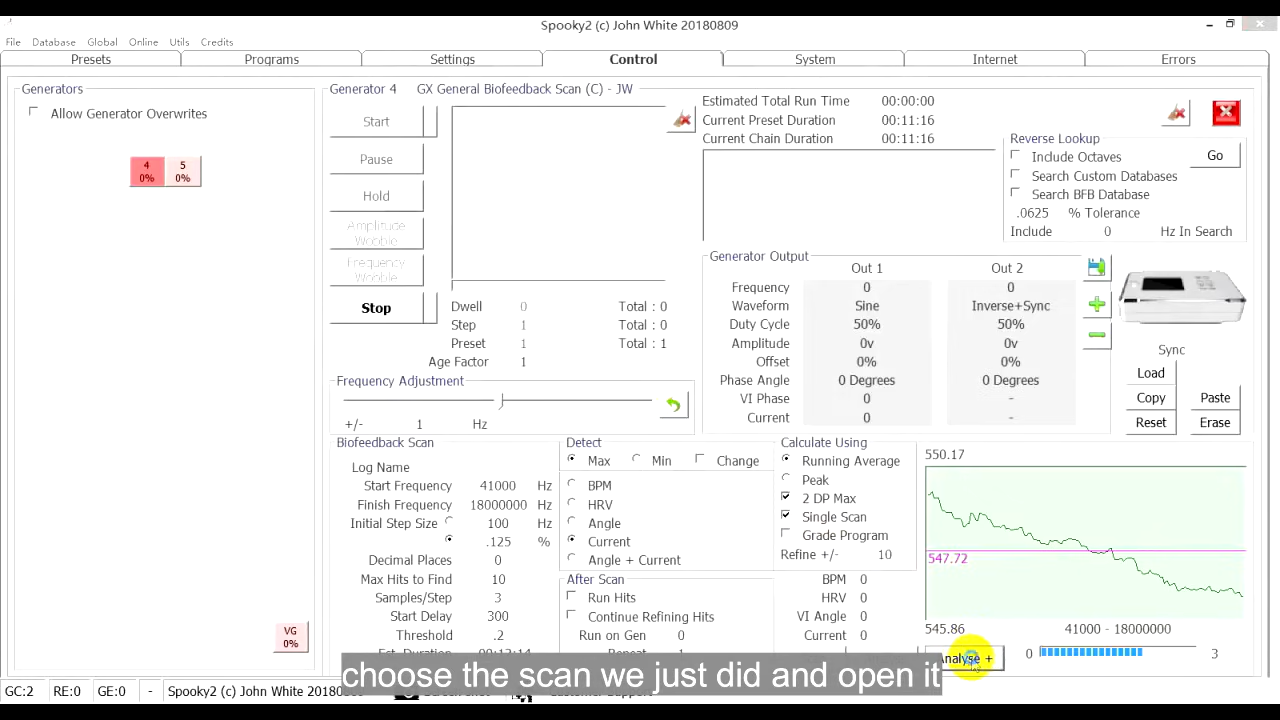 Spooky2 (c) John White 20180809
File Database Global Online Utils Credits
Presets Programs Settings Control System Internet Errors
Generators
Allow Generator Overwrites
4 5
0% 0%
VG
0%
Generator 4 GX General Biofeedback Scan (C) - JW
Start
Pause
Hold
Amplitude
Wobble
Frequency
Wobble
Stop
Dwell 0 Total : 0
Step 1 Total : 0
Preset 1 Total : 1
Age Factor 1
Frequency Adjustment
+/- 1 Hz
Estimated Total Run Time 00:00:00
Current Preset Duration 00:11:16
Current Chain Duration 00:11:16
Reverse Lookup
Include Octaves Go
Search Custom Databases
Search BFB Database
.0625 % Tolerance
Include 0 Hz In Search
Generator Output
Out 1 Out 2
Frequency 0 0
Waveform Sine Inverse+Sync
Duty Cycle 50% 50%
Amplitude 0v 0v
Offset 0% 0%
Phase Angle 0 Degrees 0 Degrees
VI Phase 0 -
Current 0 -
Sync
Load
Copy Paste
Reset Erase
Biofeedback Scan
Log Name
Start Frequency 41000 Hz
Finish Frequency 18000000 Hz
Initial Step Size 100 Hz
.125 %
Decimal Places 0
Max Hits to Find 10
Samples/Step 3
Start Delay 300
Threshold .2
Detect
Max Min Change
BPM
HRV
Angle
Current
Angle + Current
After Scan
Run Hits
Continue Refining Hits
Run on Gen 0
Calculate Using
Running Average
Peak
2 DP Max
Single Scan
Grade Program
Refine +/- 10
BPM 0
HRV 0
VI Angle 0
Current 0
550.17
547.72
545.86 41000 - 18000000
Analyse + 0 3
choose the scan we just did and open it
GC:2 RE:0 GE:0 - Spooky2 (c) John White 20180809